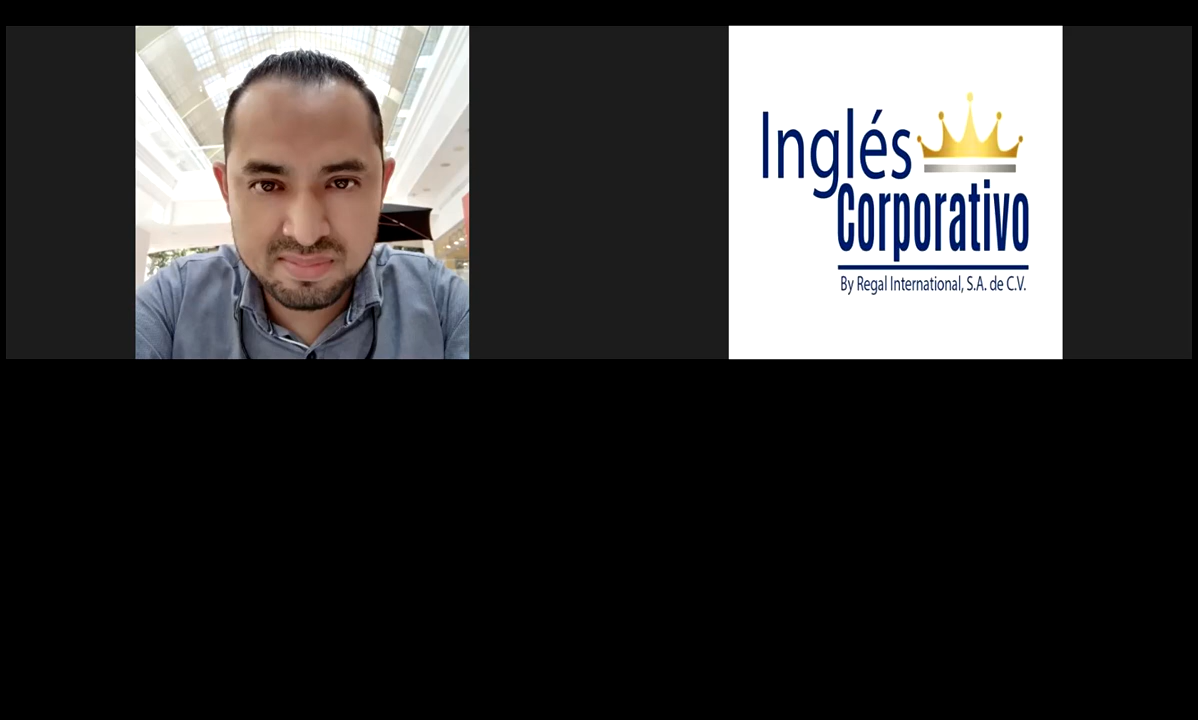 Inglés
Corporativo
By Regal International, S.A. de C.V.